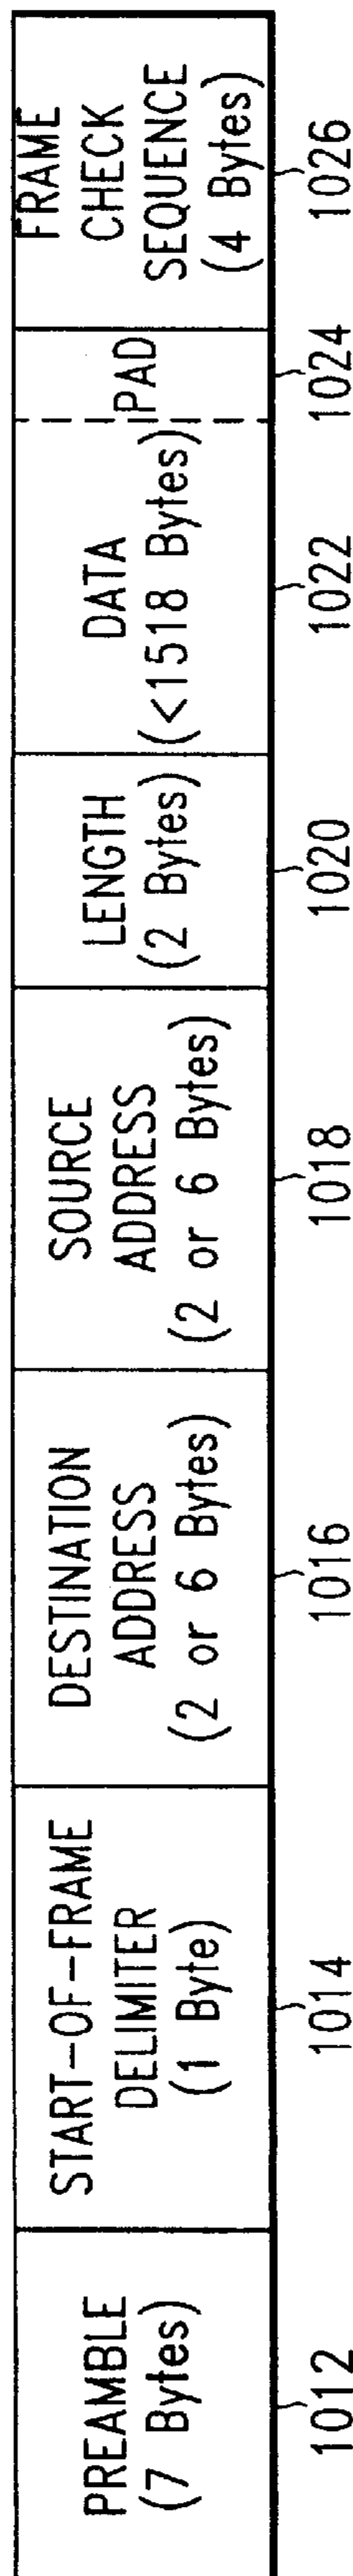 PREAMBLE
(7 Bytes)
START-OF-FRAME
DELIMITER
(1 Byte)
DESTINATION
ADDRESS
(2 or 6 Bytes)
SOURCE
ADDRESS
(2 or 6 Bytes)
LENGTH
(2 Bytes)
DATA
(<1518 Bytes)
PAD
FRAME
CHECK
SEQUENCE
(4 Bytes)
1012
1014
1016
1018
1020
1022
1024
1026